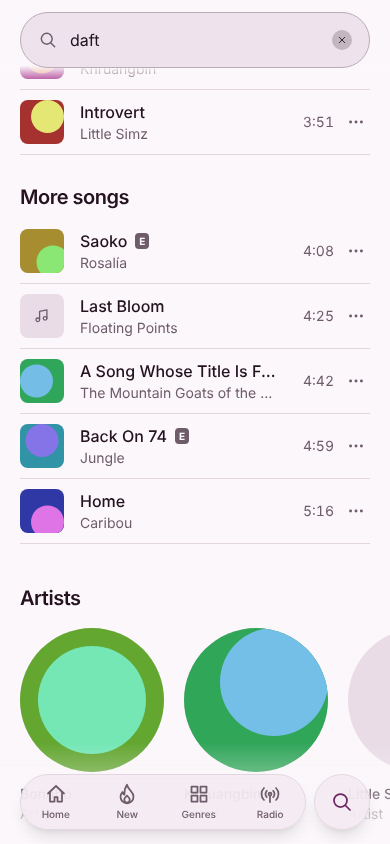 daft
Khruangbin
Introvert
Little Simz
3:51
More songs
Saoko E
Rosalía
4:08
Last Bloom
Floating Points
4:25
A Song Whose Title Is F...
The Mountain Goats of the ...
4:42
Back On 74 E
Jungle
4:59
Home
Caribou
5:16
Artists
Home
New
Genres
Radio